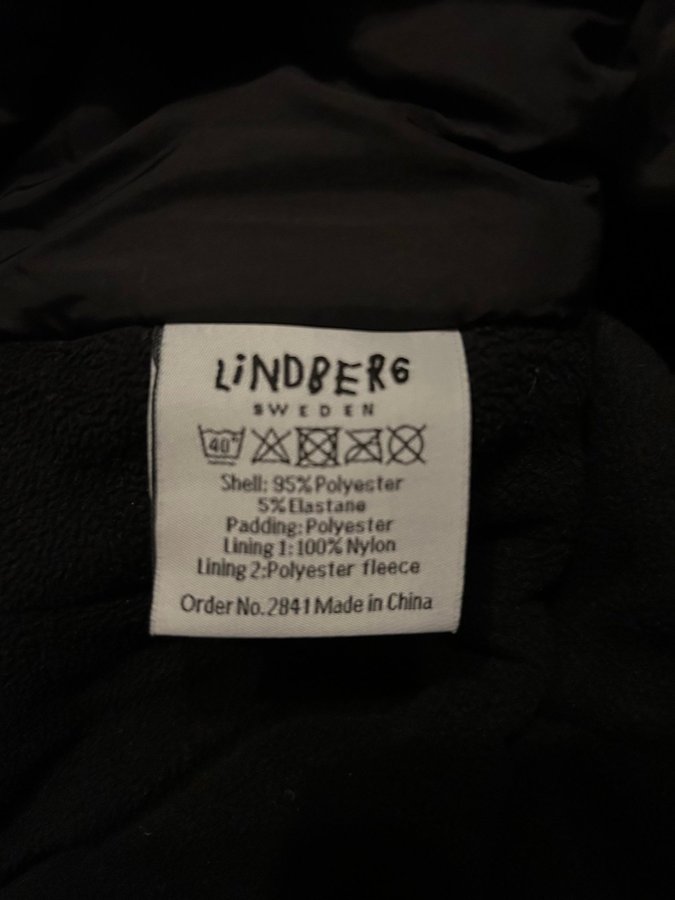 LiNDBERG
SWEDEN
40°
Shell: 95% Polyester
5% Elastane
Padding: Polyester
Lining 1: 100% Nylon
Lining 2: Polyester fleece
Order No. 2841 Made in China